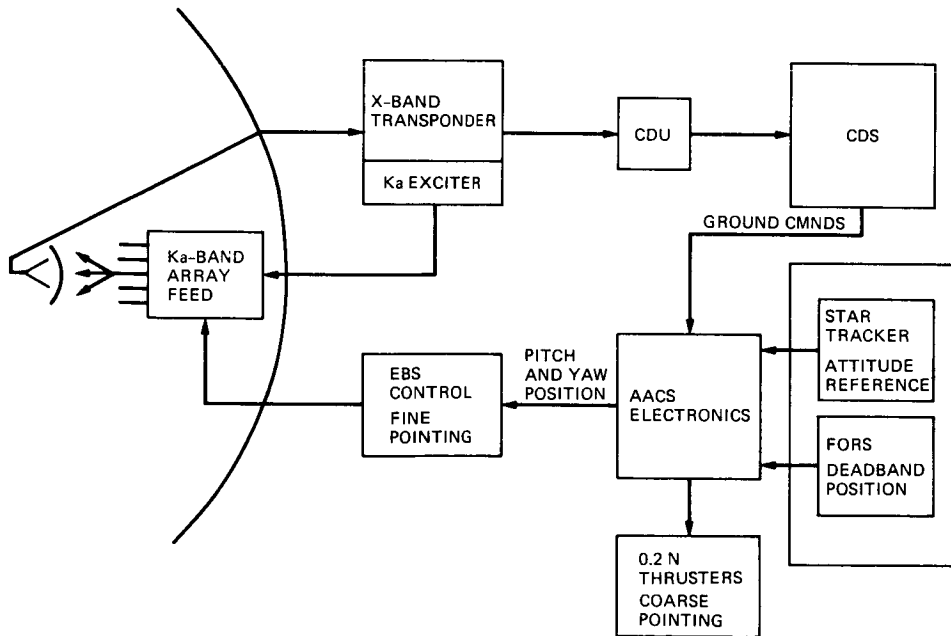 X-BAND
TRANSPONDER
Ka EXCITER
CDU
CDS
GROUND CMNDS
Ka-BAND
ARRAY
FEED
STAR
TRACKER
ATTITUDE
REFERENCE
EBS
CONTROL
FINE
POINTING
PITCH
AND YAW
POSITION
AACS
ELECTRONICS
FORS
DEADBAND
POSITION
0.2 N
THRUSTERS
COARSE
POINTING